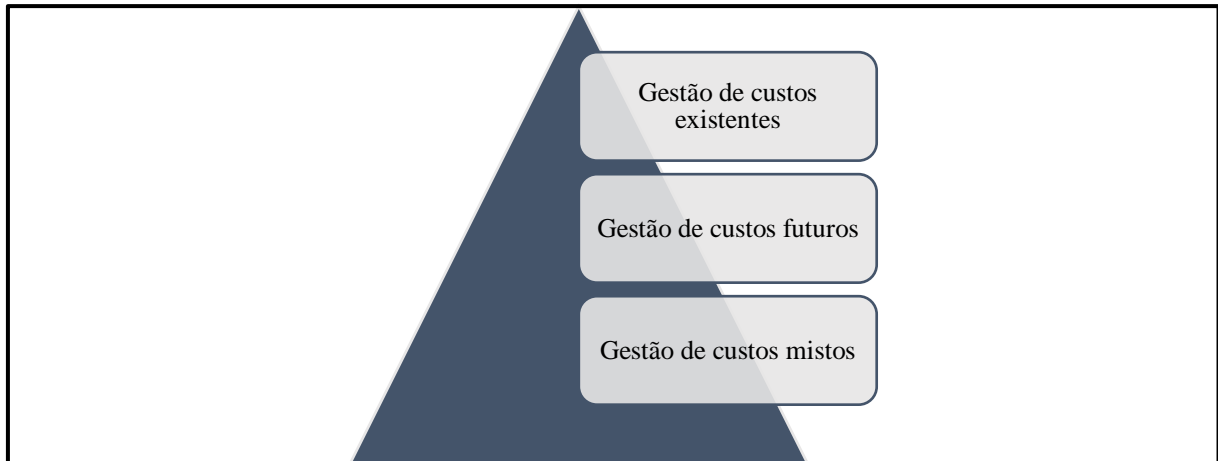 Gestão de custos
existentes
Gestão de custos futuros
Gestão de custos mistos